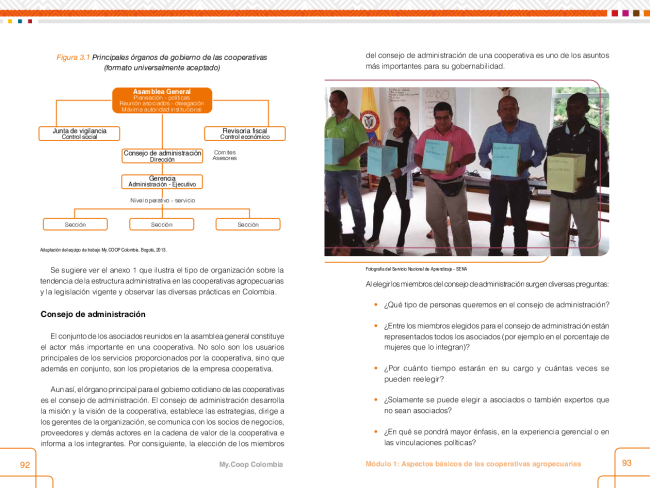 Figura 3.1 Principales órganos de gobierno de las cooperativas
(formato universalmente aceptado)
Asamblea General
Planeación - políticas
Reunión asociados - delegación
Máxima autoridad institucional
Junta de vigilancia
Control social
Revisoria fiscal
Control económico
Consejo de administración
Dirección
Comites
Asesores
Gerencia
Administración - Ejecutivo
Nivel operativo - servicio
Sección
Sección
Sección
Adaptación del equipo de trabajo My.COOP Colombia. Bogotá, 2013.
Se sugiere ver el anexo 1 que ilustra el tipo de organización sobre la
tendencia de la estructura administrativa en las cooperativas agropecuarias
y la legislación vigente y observar las diversas prácticas en Colombia.
Consejo de administración
El conjunto de los asociados reunidos en la asamblea general constituye
el actor más importante en una cooperativa. No solo son los usuarios
principales de los servicios proporcionados por la cooperativa, sino que
además en conjunto, son los propietarios de la empresa cooperativa.
Aun así, el órgano principal para el gobierno cotidiano de las cooperativas
es el consejo de administración. El consejo de administración desarrolla
la misión y la visión de la cooperativa, establece las estrategias, dirige a
los gerentes de la organización, se comunica con los socios de negocios,
proveedores y demás actores en la cadena de valor de la cooperativa e
informa a los integrantes. Por consiguiente, la elección de los miembros
92
My.Coop Colombia
del consejo de administración de una cooperativa es uno de los asuntos
más importantes para su gobernabilidad.
Fotografía del Servicio Nacional de Aprendizaje - SENA
Al elegir los miembros del consejo de administración surgen diversas preguntas:
• ¿Qué tipo de personas queremos en el consejo de administración?
• ¿Entre los miembros elegidos para el consejo de administración están
representados todos los asociados (por ejemplo en el porcentaje de
mujeres que lo integran)?
• ¿Por cuánto tiempo estarán en su cargo y cuántas veces se
pueden reelegir?
• ¿Solamente se puede elegir a asociados o también expertos que
no sean asociados?
• ¿En qué se pondrá mayor énfasis, en la experiencia gerencial o en
las vinculaciones políticas?
Módulo 1: Aspectos básicos de las cooperativas agropecuarias
93